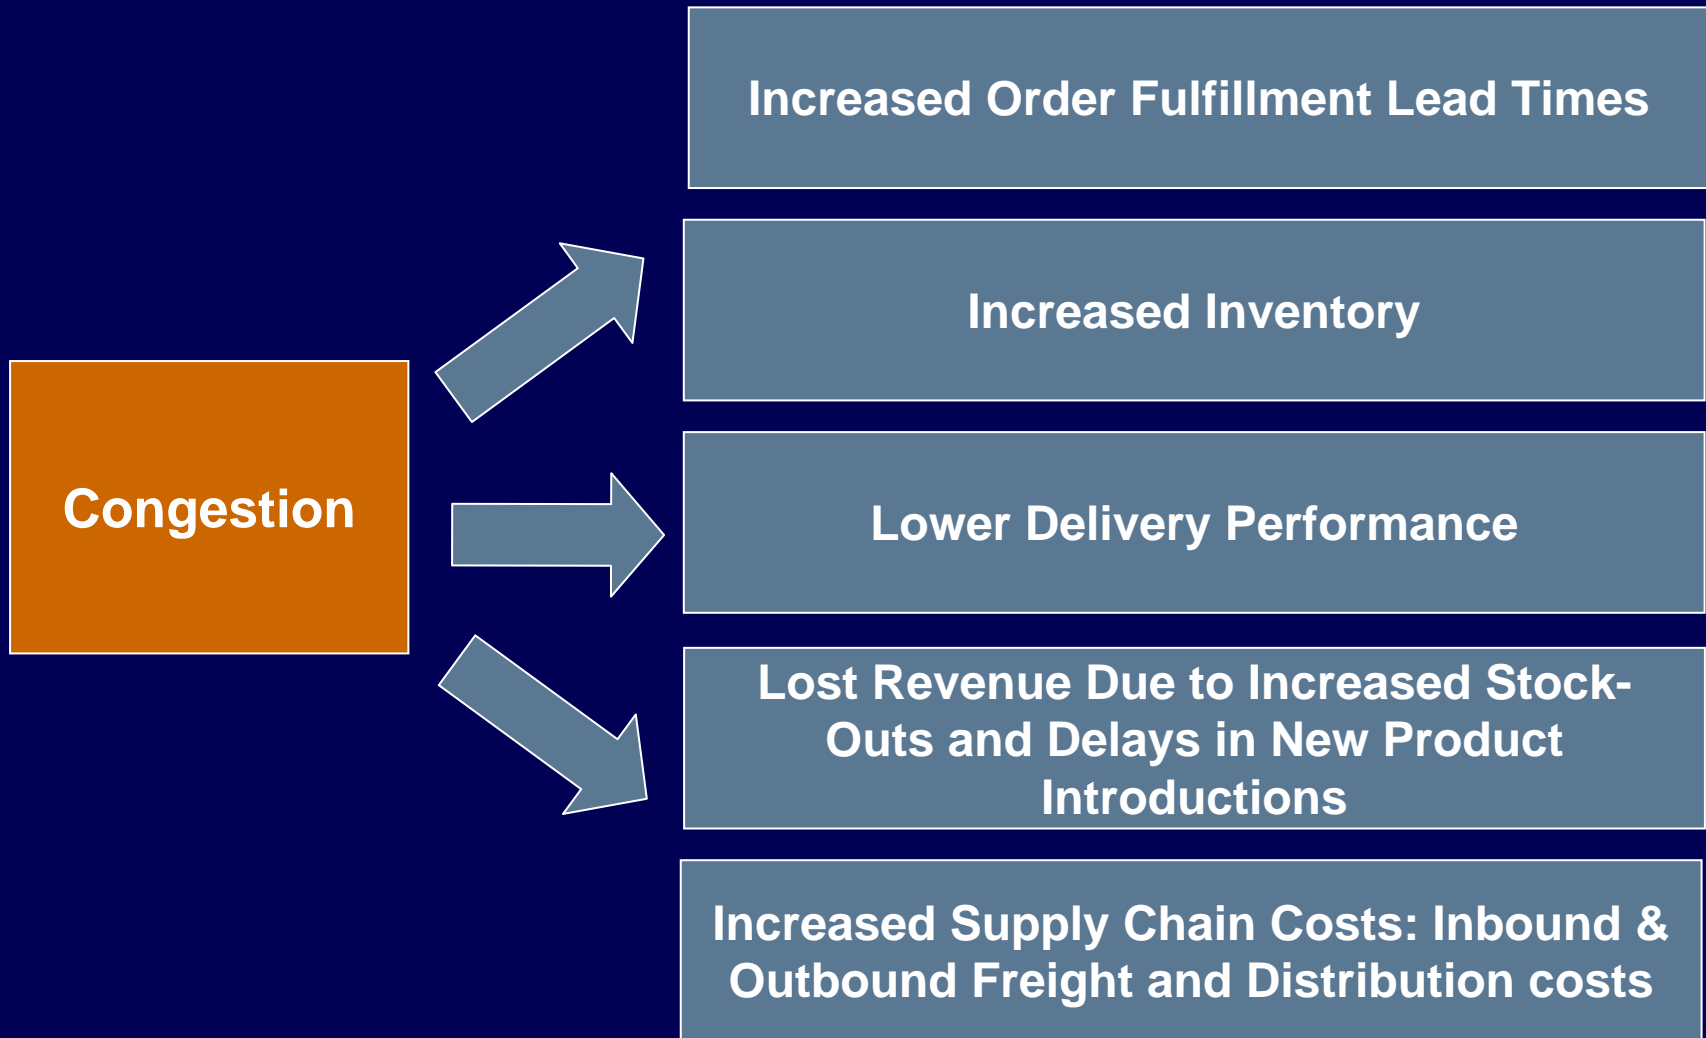 Increased Order Fulfillment Lead Times
Increased Inventory
Congestion
Lower Delivery Performance
Lost Revenue Due to Increased Stock-
Outs and Delays in New Product
Introductions
Increased Supply Chain Costs: Inbound &
Outbound Freight and Distribution costs